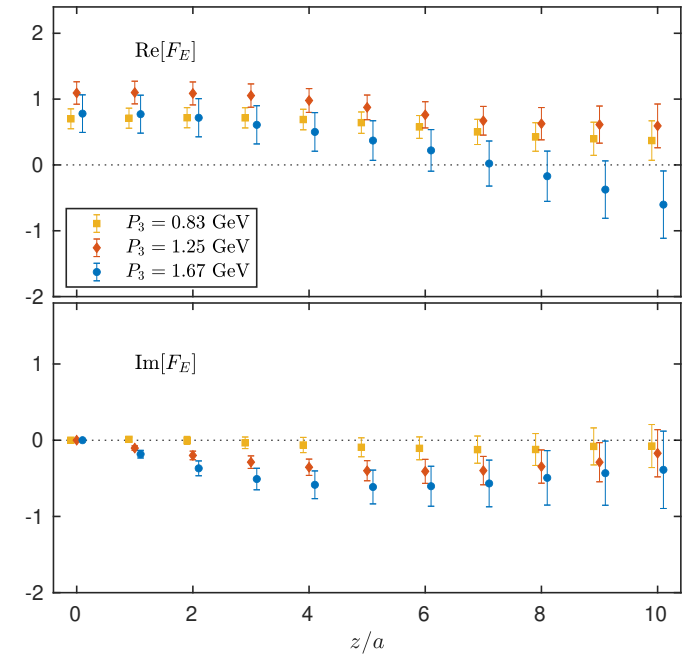 2
Re[F_E]
1
0
-1
P_3 = 0.83 GeV
P_3 = 1.25 GeV
P_3 = 1.67 GeV
-2
1
Im[F_E]
0
-1
-2
0 2 4 6 8 10
z/a